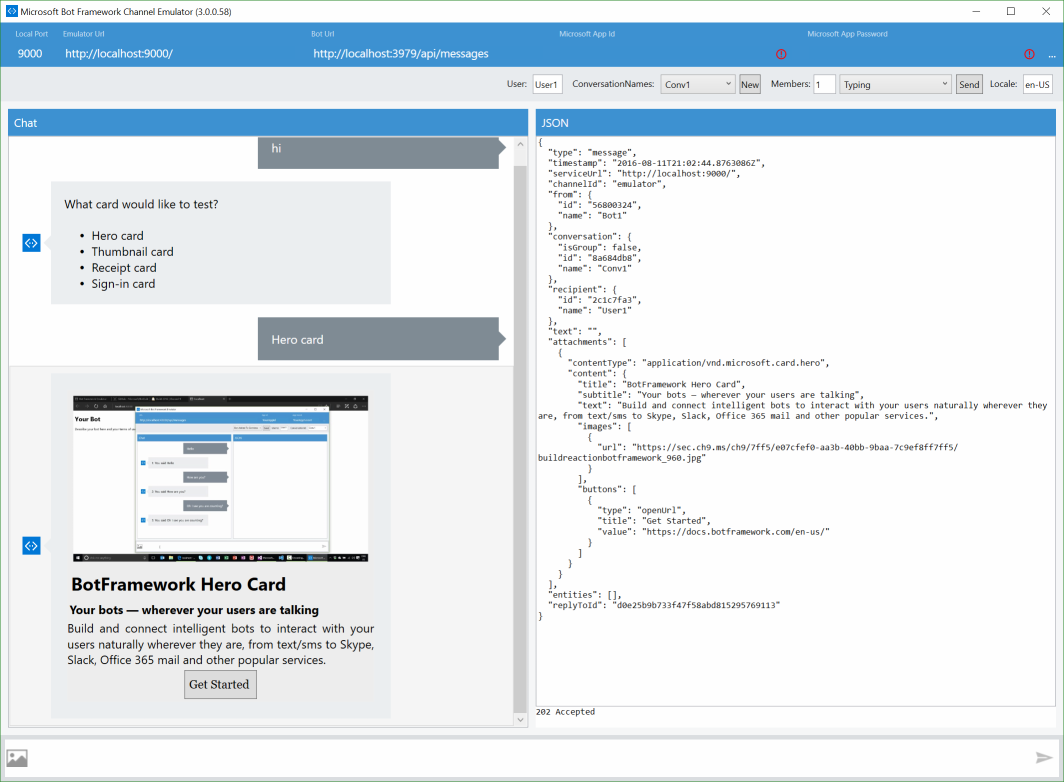 Microsoft Bot Framework Channel Emulator (3.0.0.58)
Local Port Emulator Url Bot Url Microsoft App Id Microsoft App Password
9000 http://localhost:9000/ http://localhost:3979/api/messages ...
User: User1 ConversationNames: Conv1 New Members: 1 Typing Send Locale: en-US
Chat
hi
What card would like to test?
• Hero card
• Thumbnail card
• Receipt card
• Sign-in card
Hero card
Your Bot
BotFramework Hero Card
Your bots — wherever your users are talking
Build and connect intelligent bots to interact with your
users naturally wherever they are, from text/sms to Skype,
Slack, Office 365 mail and other popular services.
Get Started
JSON
{
"type": "message",
"timestamp": "2016-08-11T21:02:44.8763086Z",
"serviceUrl": "http://localhost:9000/",
"channelId": "emulator",
"from": {
"id": "56800324",
"name": "Bot1"
},
"conversation": {
"isGroup": false,
"id": "8a684db8",
"name": "Conv1"
},
"recipient": {
"id": "2c1c7fa3",
"name": "User1"
},
"text": "",
"attachments": [
{
"contentType": "application/vnd.microsoft.card.hero",
"content": {
"title": "BotFramework Hero Card",
"subtitle": "Your bots — wherever your users are talking",
"text": "Build and connect intelligent bots to interact with your users naturally wherever they
are, from text/sms to Skype, Slack, Office 365 mail and other popular services.",
"images": [
{
"url": "https://sec.ch9.ms/ch9/7ff5/e07cfef0-aa3b-40bb-9baa-7c9ef8ff7ff5/
buildreactionbotframework_960.jpg"
}
],
"buttons": [
{
"type": "openUrl",
"title": "Get Started",
"value": "https://docs.botframework.com/en-us/"
}
]
}
}
],
"entities": [],
"replyToId": "d0e25b9b733f47f58abd815295769113"
}
202 Accepted